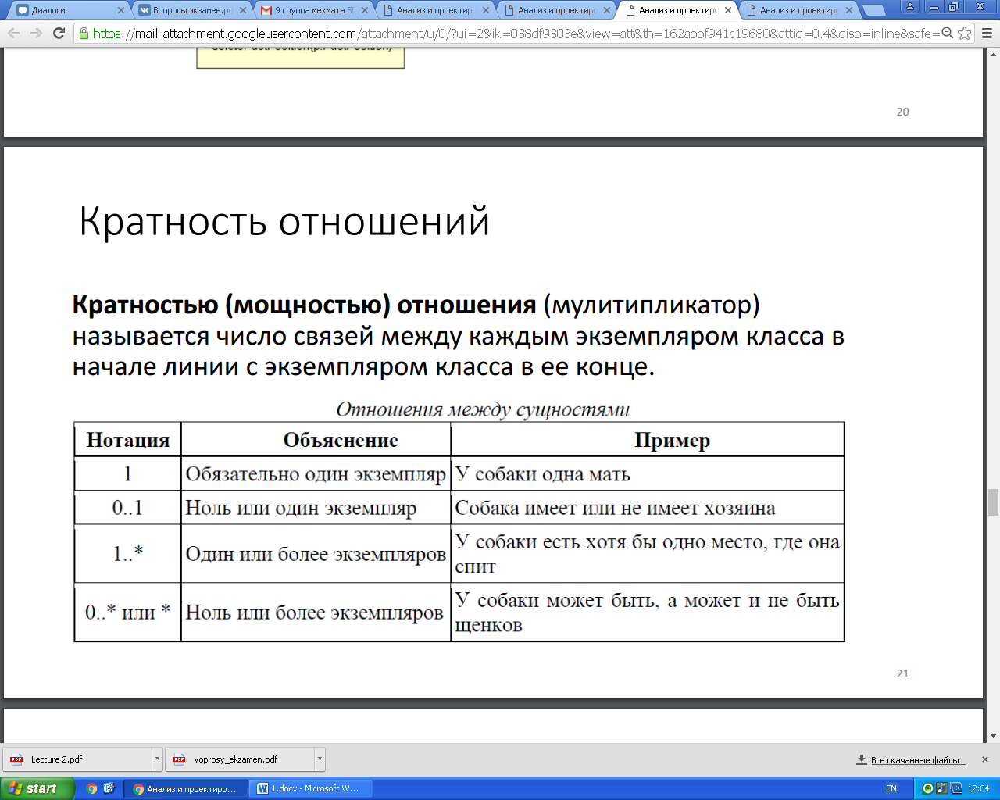 Диалоги
Вопросы экзамен.pd
9 группа мехмата БГ
Анализ и проектиро
Анализ и проектиро
Анализ и проектиро
Анализ и проектиро
https://mail-attachment.googleusercontent.com/attachment/u/0/?ui=2&ik=038df9303e&view=att&th=162abbf941c19680&attid=0.4&disp=inline&safe=
20
Кратность отношений
Кратностью (мощностью) отношения (мулитипликатор)
называется число связей между каждым экземпляром класса в
начале линии с экземпляром класса в ее конце.
Отношения между сущностями
Нотация Объяснение Пример
1 Обязательно один экземпляр У собаки одна мать
0..1 Ноль или один экземпляр Собака имеет или не имеет хозяина
1..* Один или более экземпляров У собаки есть хотя бы одно место, где она
спит
0..* или * Ноль или более экземпляров У собаки может быть, а может и не быть
щенков
21
Lecture 2.pdf
Voprosy_ekzamen.pdf
Все скачанные файлы...
start
Анализ и проектиро...
1.docx - Microsoft W...
EN
12:04